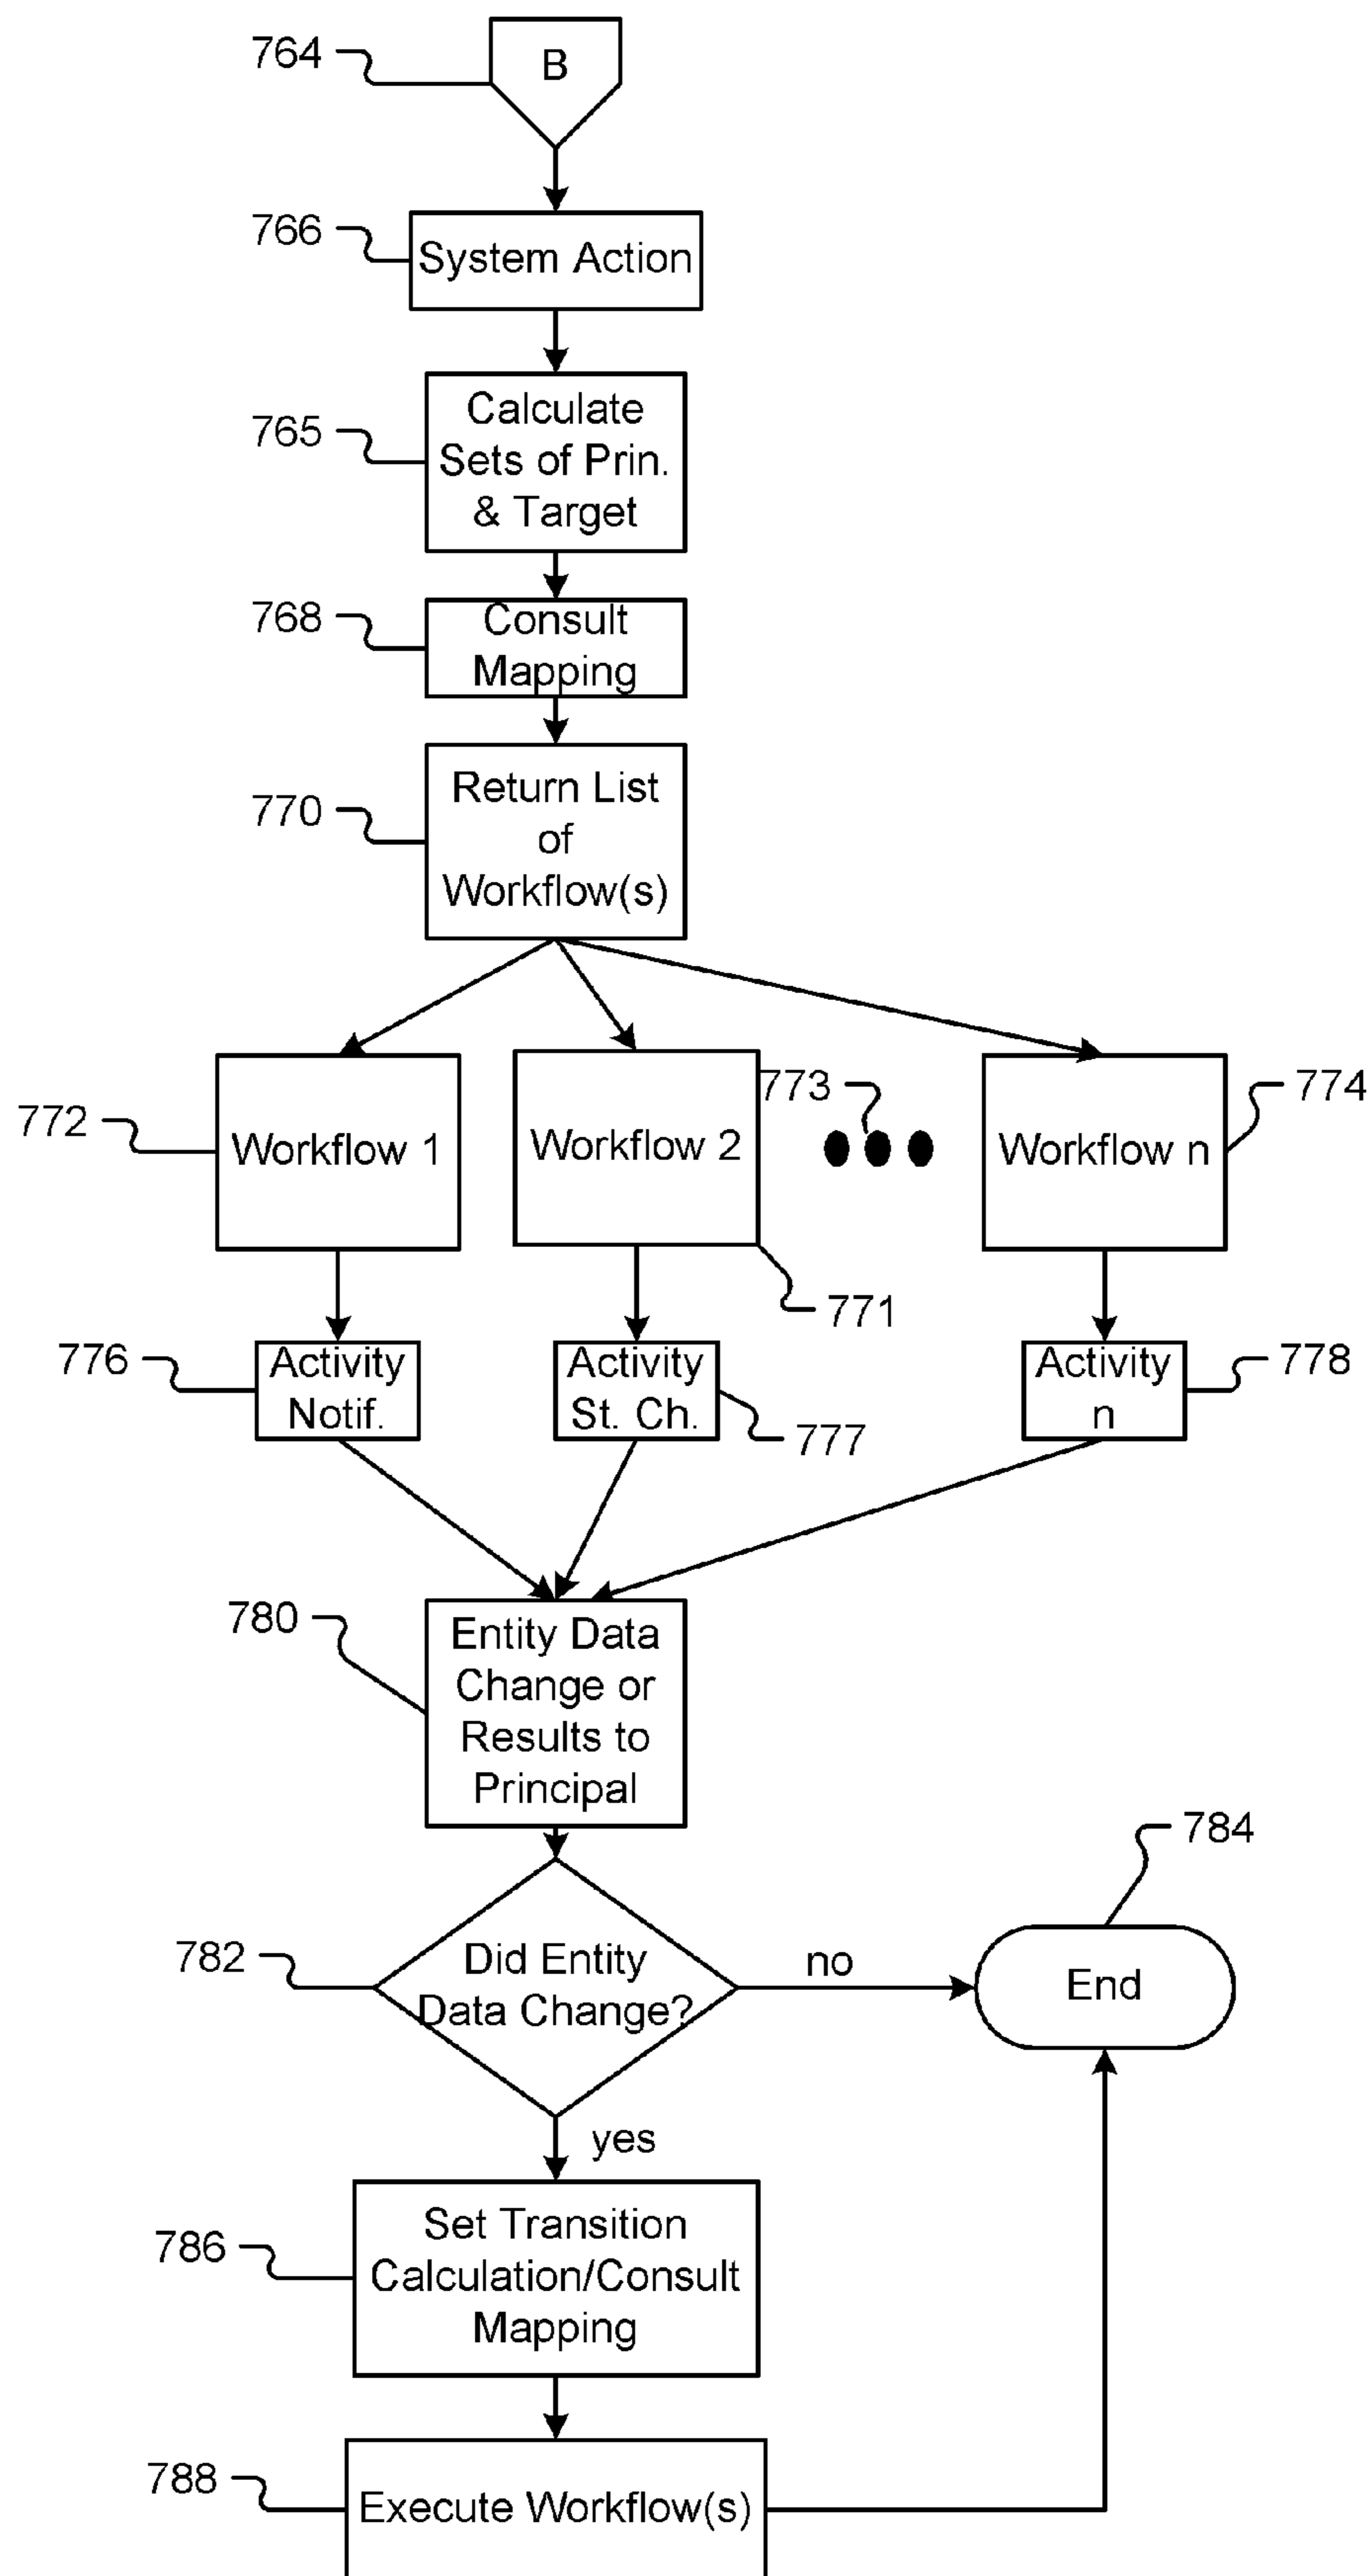 764
B
766
System Action
765
Calculate
Sets of Prin.
& Target
768
Consult
Mapping
770
Return List
of
Workflow(s)
772
Workflow 1
Workflow 2
773
Workflow n
774
771
776
Activity
Notif.
Activity
St. Ch.
777
Activity
n
778
780
Entity Data
Change or
Results to
Principal
782
Did Entity
Data Change?
no
784
End
yes
786
Set Transition
Calculation/Consult
Mapping
788
Execute Workflow(s)